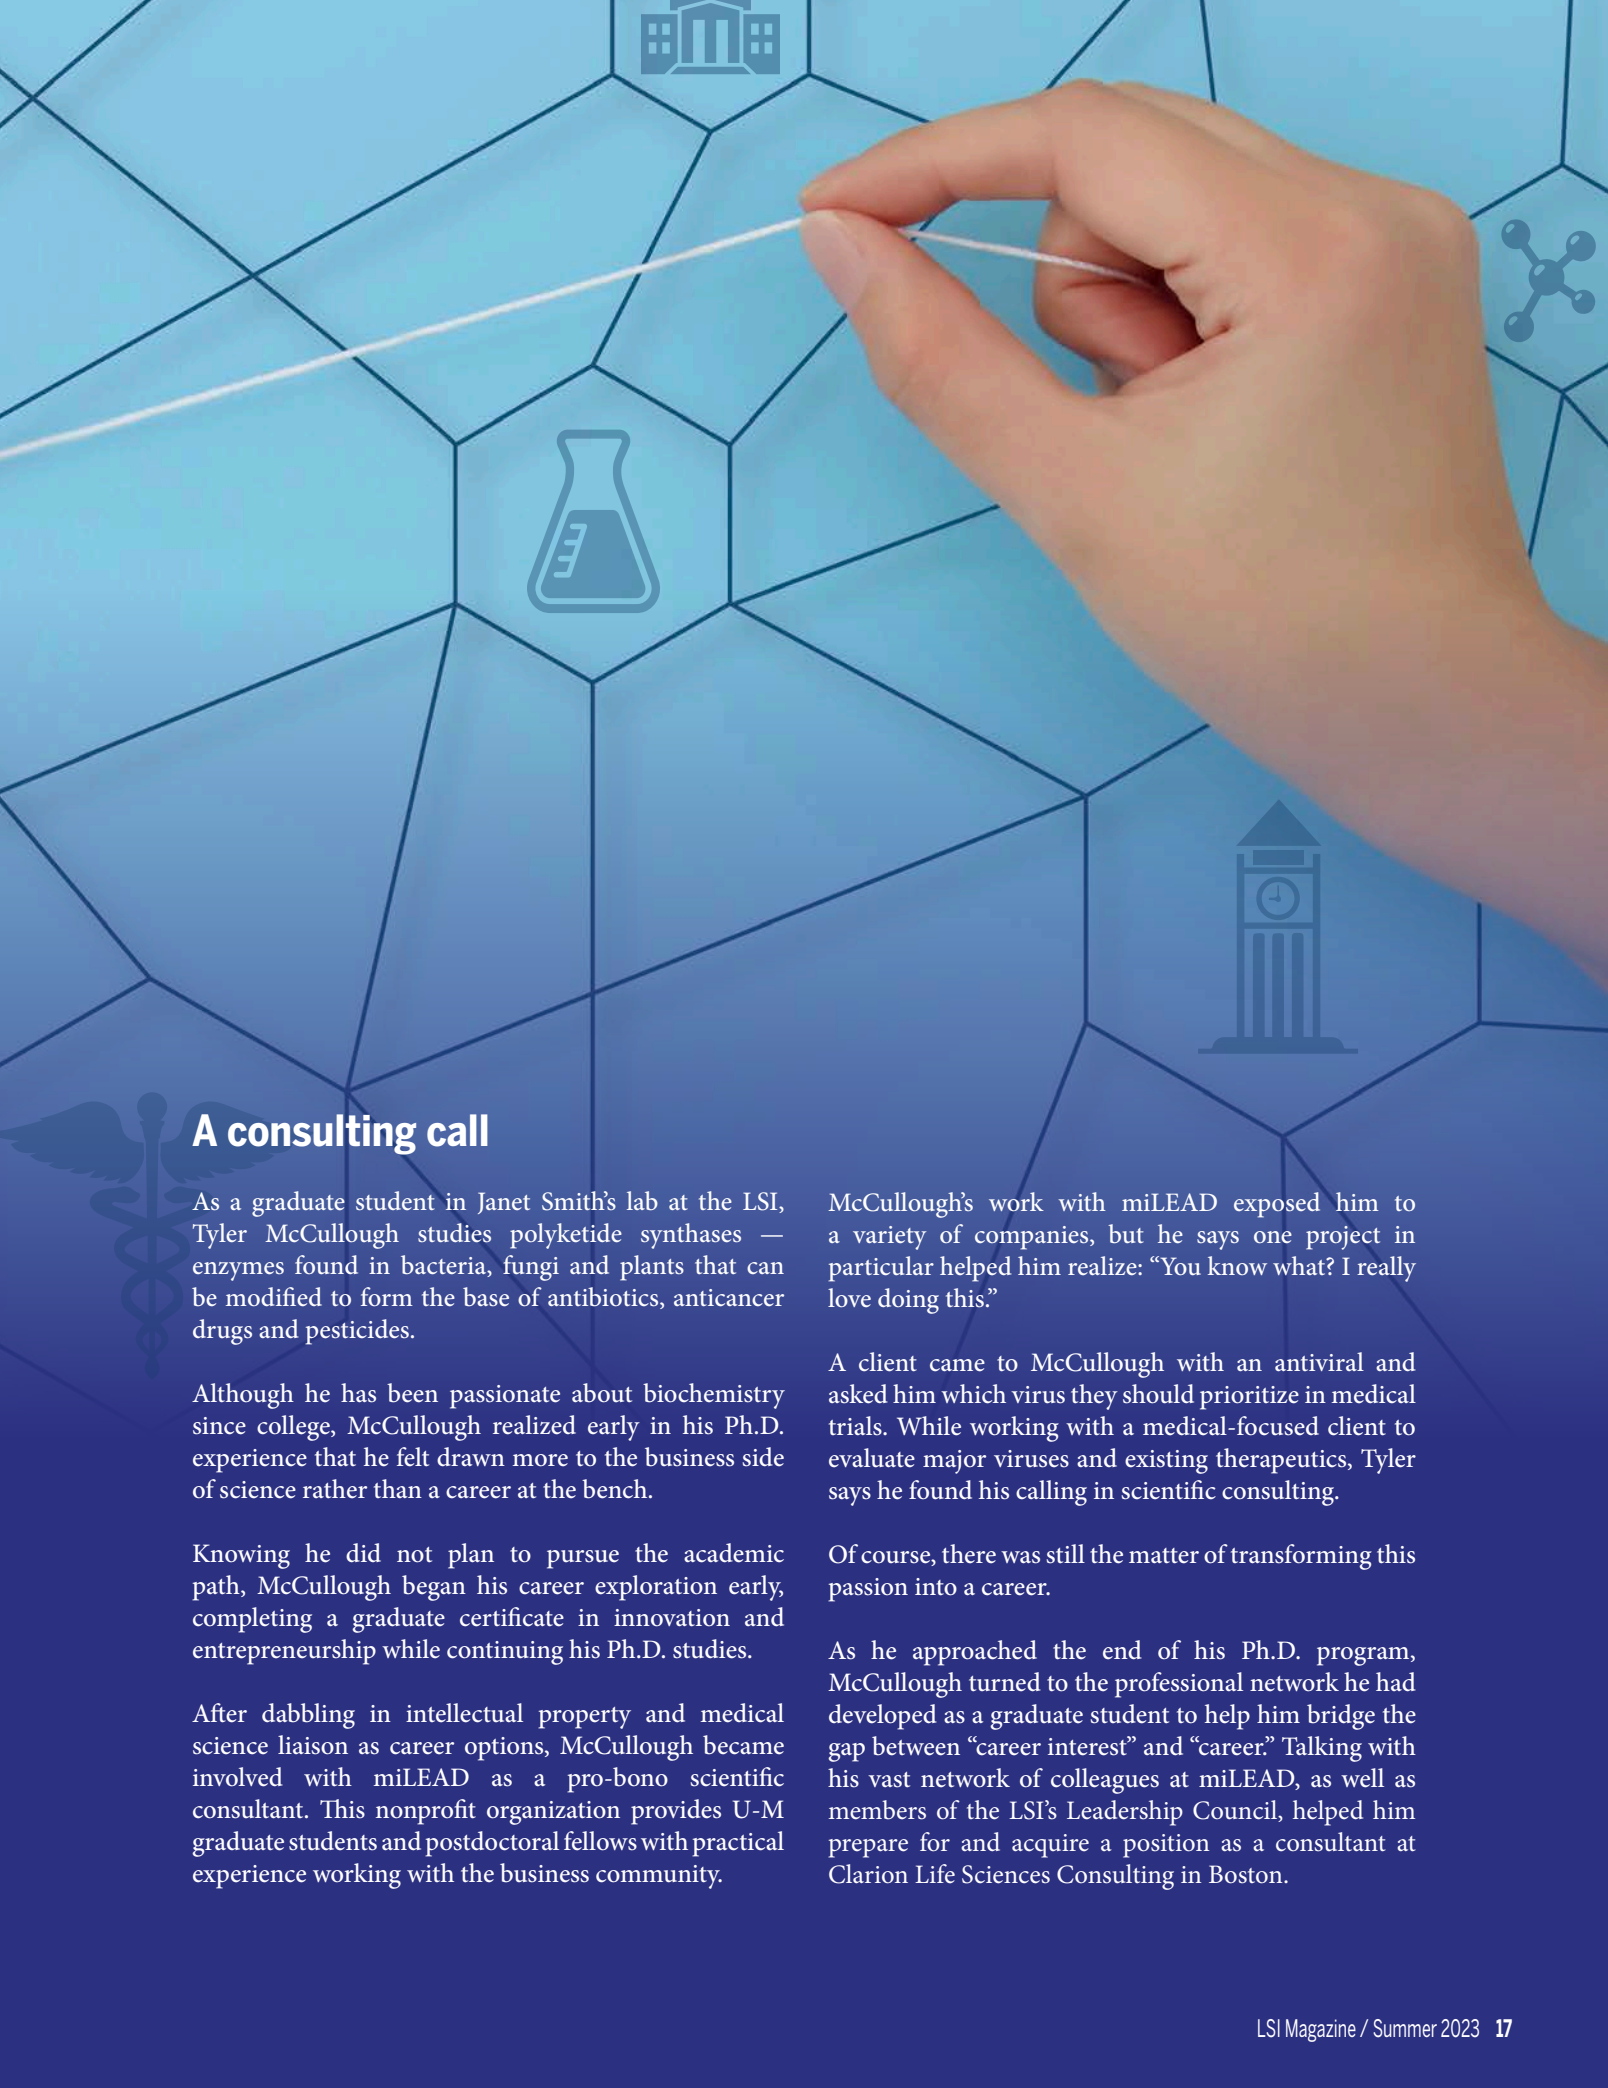 A consulting call
As a graduate student in Janet Smith’s lab at the LSI,
Tyler McCullough studies polyketide synthases —
enzymes found in bacteria, fungi and plants that can
be modified to form the base of antibiotics, anticancer
drugs and pesticides.
Although he has been passionate about biochemistry
since college, McCullough realized early in his Ph.D.
experience that he felt drawn more to the business side
of science rather than a career at the bench.
Knowing he did not plan to pursue the academic
path, McCullough began his career exploration early,
completing a graduate certificate in innovation and
entrepreneurship while continuing his Ph.D. studies.
After dabbling in intellectual property and medical
science liaison as career options, McCullough became
involved with miLEAD as a pro-bono scientific
consultant. This nonprofit organization provides U-M
graduate students and postdoctoral fellows with practical
experience working with the business community.
McCullough’s work with miLEAD exposed him to
a variety of companies, but he says one project in
particular helped him realize: “You know what? I really
love doing this.”
A client came to McCullough with an antiviral and
asked him which virus they should prioritize in medical
trials. While working with a medical-focused client to
evaluate major viruses and existing therapeutics, Tyler
says he found his calling in scientific consulting.
Of course, there was still the matter of transforming this
passion into a career.
As he approached the end of his Ph.D. program,
McCullough turned to the professional network he had
developed as a graduate student to help him bridge the
gap between “career interest” and “career.” Talking with
his vast network of colleagues at miLEAD, as well as
members of the LSI’s Leadership Council, helped him
prepare for and acquire a position as a consultant at
Clarion Life Sciences Consulting in Boston.
LSI Magazine / Summer 2023 17